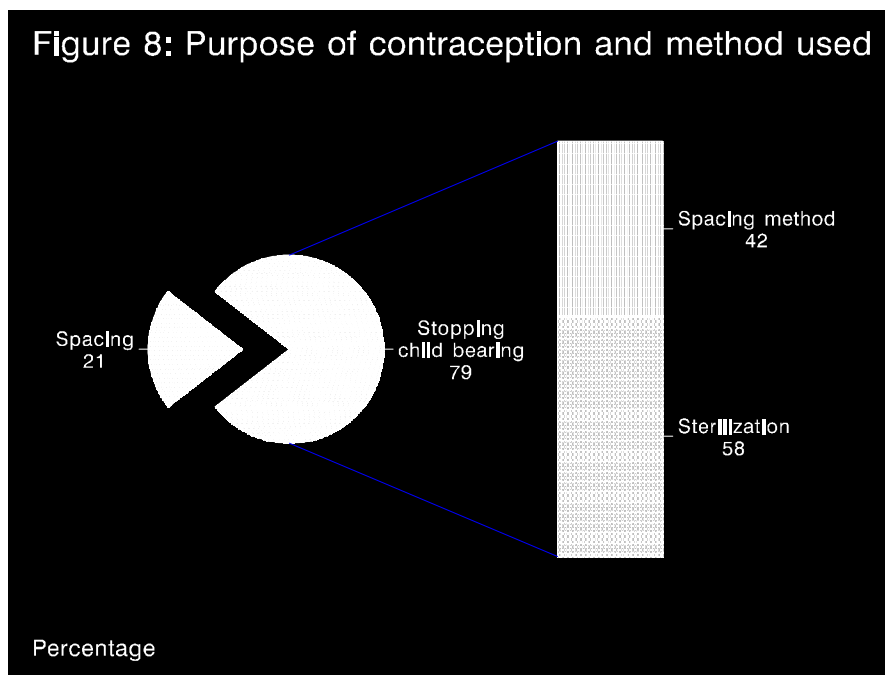 Figure 8: Purpose of contraception and method used
Spacing method
42
Spacing
21
Stopping
child bearing
79
Sterilization
58
Percentage